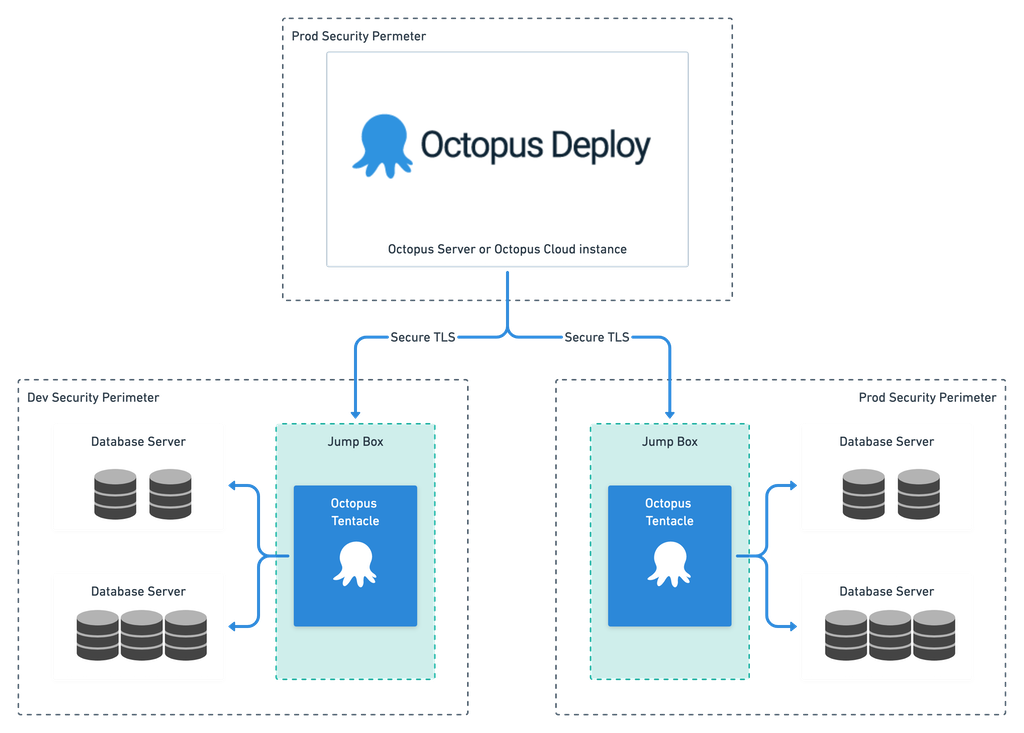 Prod Security Permeter
Octopus Deploy
Octopus Server or Octopus Cloud instance
Secure TLS
Secure TLS
Dev Security Perimeter
Database Server
Database Server
Jump Box
Octopus
Tentacle
Prod Security Perimeter
Jump Box
Octopus
Tentacle
Database Server
Database Server